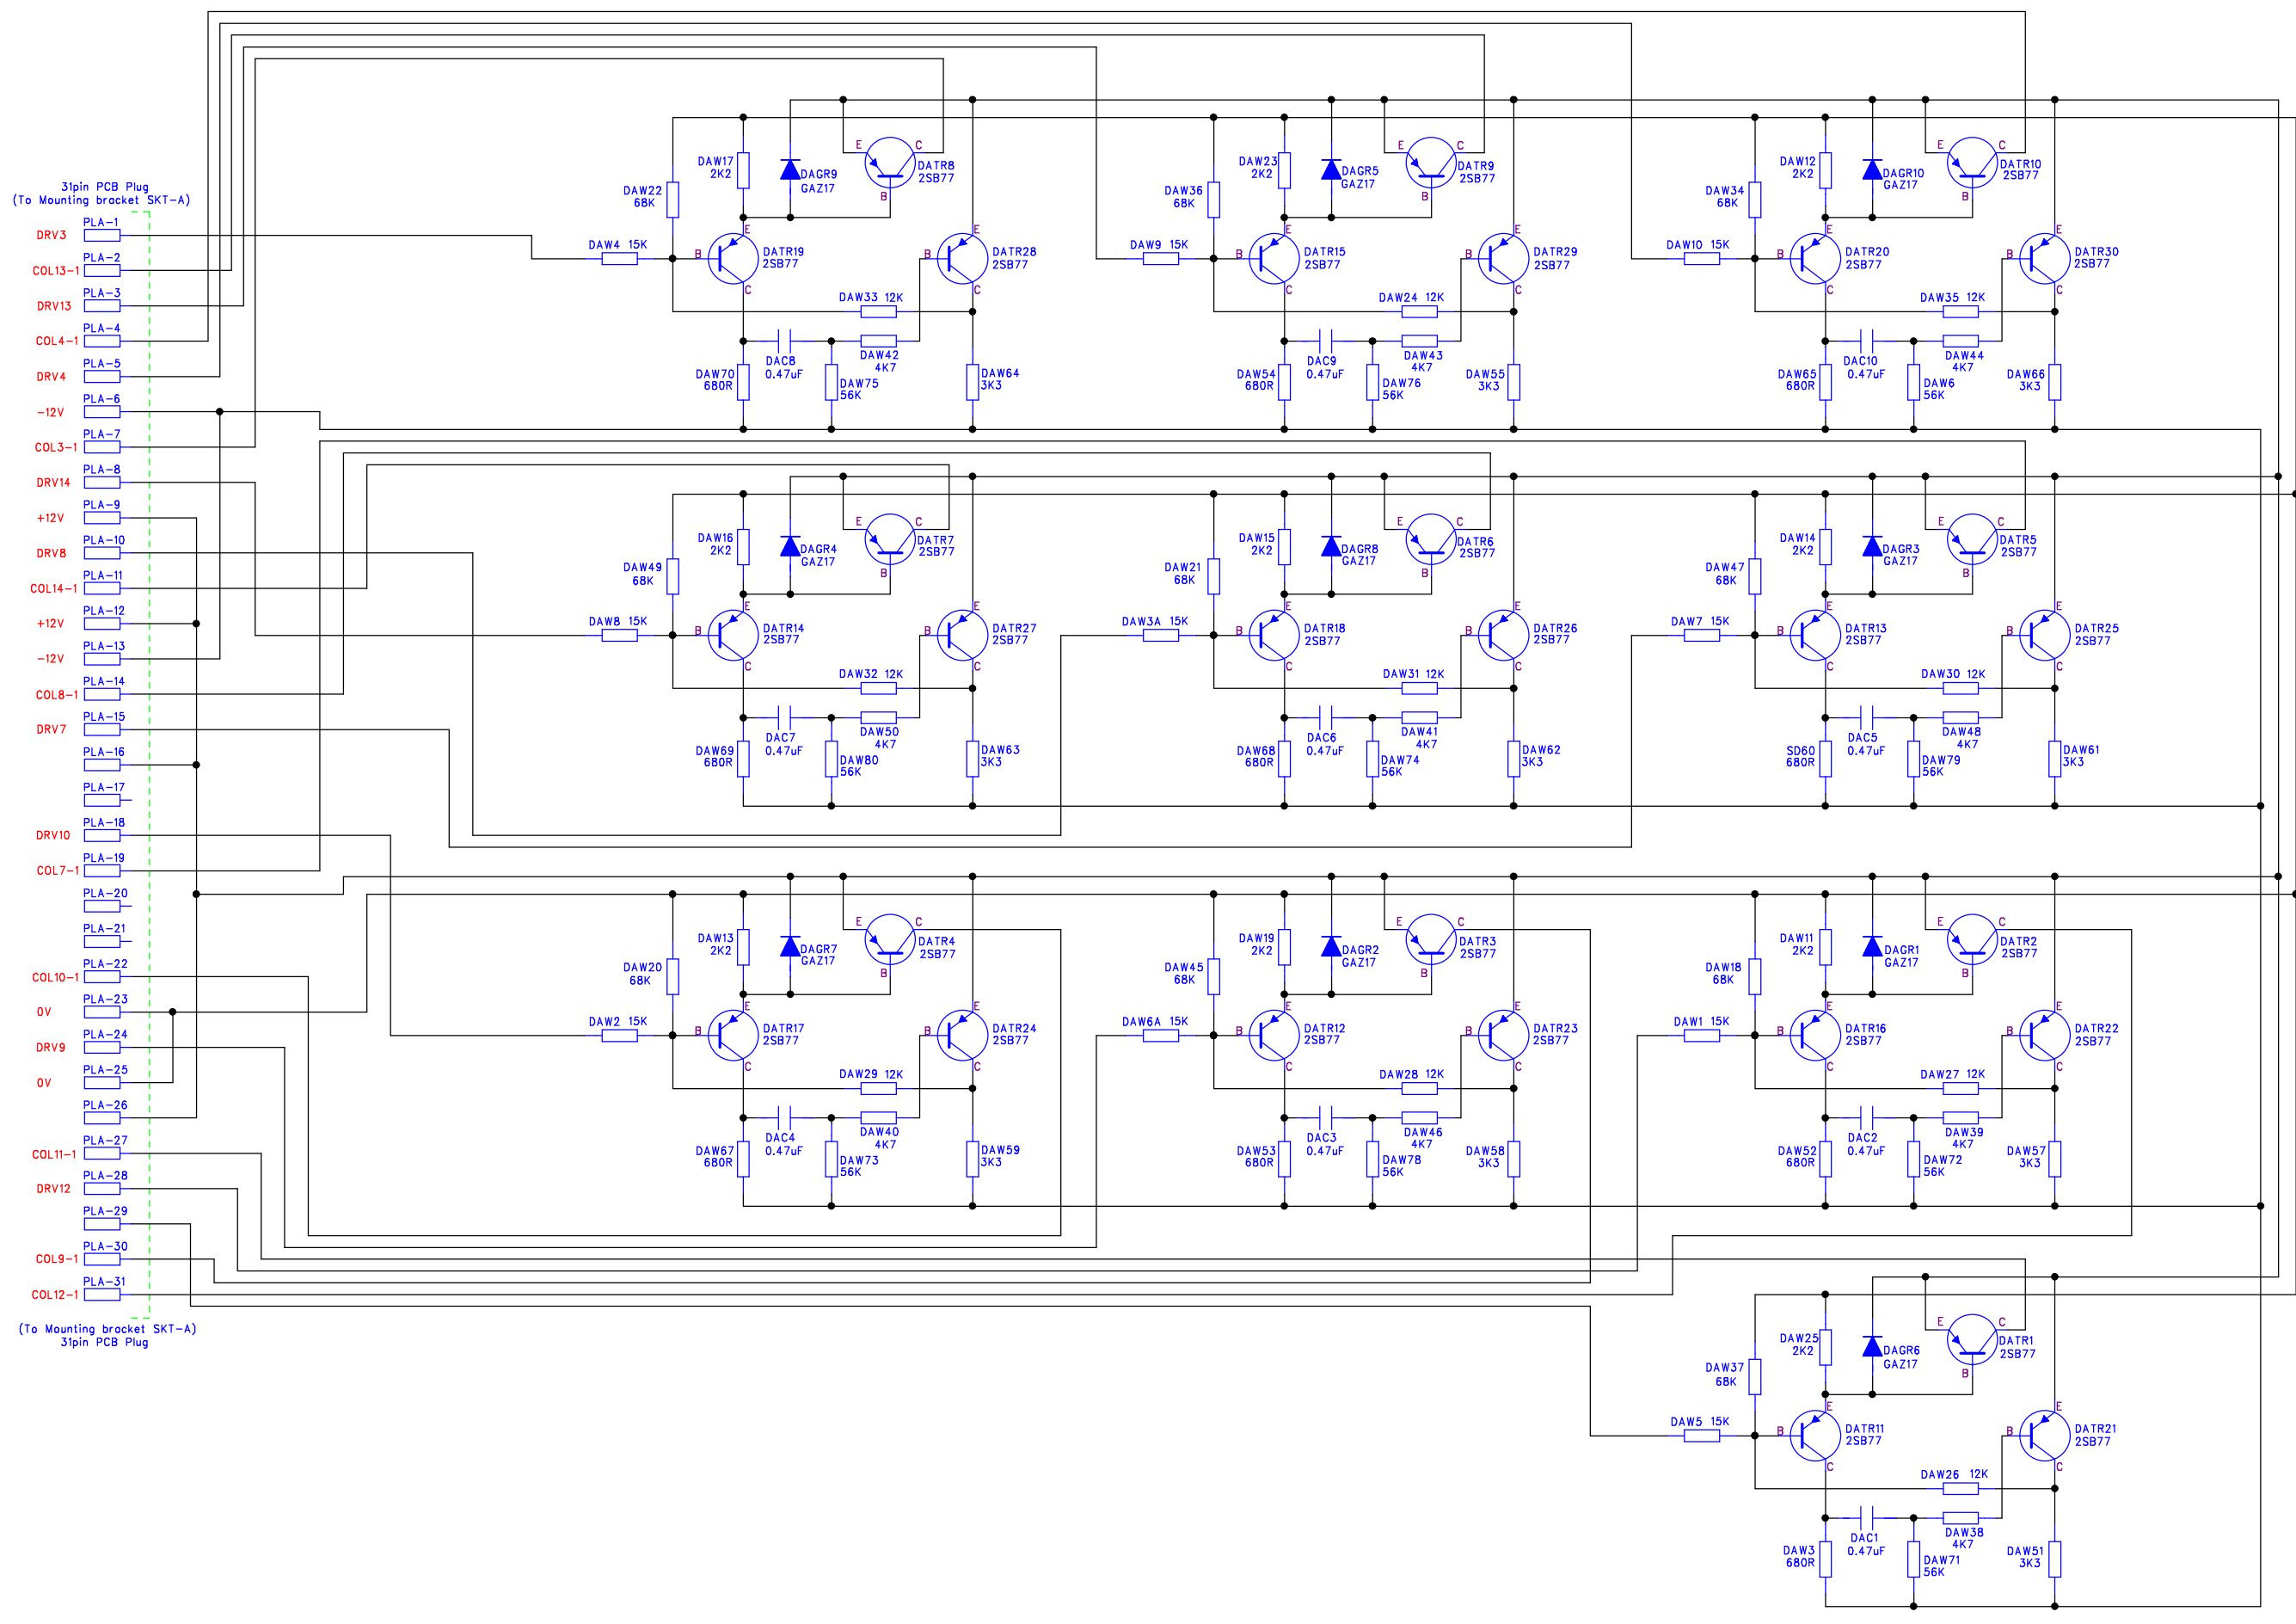 31pin PCB Plug
(To Mounting bracket SKT-A)
PLA-1
DRV3
PLA-2
COL13-1
PLA-3
DRV13
PLA-4
COL4-1
PLA-5
DRV4
PLA-6
-12V
PLA-7
COL3-1
PLA-8
DRV14
PLA-9
+12V
PLA-10
DRV8
PLA-11
COL14-1
PLA-12
+12V
PLA-13
-12V
PLA-14
COL8-1
PLA-15
DRV7
PLA-16
PLA-17
PLA-18
DRV10
PLA-19
COL7-1
PLA-20
PLA-21
PLA-22
COL10-1
PLA-23
0V
PLA-24
DRV9
PLA-25
0V
PLA-26
PLA-27
COL11-1
PLA-28
DRV12
PLA-29
PLA-30
COL9-1
PLA-31
COL12-1
(To Mounting bracket SKT-A)
31pin PCB Plug
DAW17
2K2
DAGR9
GAZ17
E
C
B
DATR8
2SB77
DAW22
68K
DAW4 15K
B
E
C
DATR19
2SB77
B
E
C
DATR28
2SB77
DAW33 12K
DAC8
0.47uF
DAW42
4K7
DAW70
680R
DAW75
56K
DAW64
3K3
DAW23
2K2
DAGR5
GAZ17
E
C
B
DATR9
2SB77
DAW36
68K
DAW9 15K
B
E
C
DATR15
2SB77
B
E
C
DATR29
2SB77
DAW24 12K
DAC9
0.47uF
DAW43
4K7
DAW54
680R
DAW76
56K
DAW55
3K3
DAW12
2K2
DAGR10
GAZ17
E
C
B
DATR10
2SB77
DAW34
68K
DAW10 15K
B
E
C
DATR20
2SB77
B
E
C
DATR30
2SB77
DAW35 12K
DAC10
0.47uF
DAW44
4K7
DAW65
680R
DAW6
56K
DAW66
3K3
DAW16
2K2
DAGR4
GAZ17
E
C
B
DATR7
2SB77
DAW49
68K
DAW8 15K
B
E
C
DATR14
2SB77
B
E
C
DATR27
2SB77
DAW32 12K
DAC7
0.47uF
DAW50
4K7
DAW69
680R
DAW80
56K
DAW63
3K3
DAW15
2K2
DAGR8
GAZ17
E
C
B
DATR6
2SB77
DAW21
68K
DAW3A 15K
B
E
C
DATR18
2SB77
B
E
C
DATR26
2SB77
DAW31 12K
DAC6
0.47uF
DAW41
4K7
DAW68
680R
DAW74
56K
DAW62
3K3
DAW14
2K2
DAGR3
GAZ17
E
C
B
DATR5
2SB77
DAW47
68K
DAW7 15K
B
E
C
DATR13
2SB77
B
E
C
DATR25
2SB77
DAW30 12K
DAC5
0.47uF
DAW48
4K7
SD60
680R
DAW79
56K
DAW61
3K3
DAW13
2K2
DAGR7
GAZ17
E
C
B
DATR4
2SB77
DAW20
68K
DAW2 15K
B
E
C
DATR17
2SB77
B
E
C
DATR24
2SB77
DAW29 12K
DAC4
0.47uF
DAW40
4K7
DAW67
680R
DAW73
56K
DAW59
3K3
DAW19
2K2
DAGR2
GAZ17
E
C
B
DATR3
2SB77
DAW45
68K
DAW6A 15K
B
E
C
DATR12
2SB77
B
E
C
DATR23
2SB77
DAW28 12K
DAC3
0.47uF
DAW46
4K7
DAW53
680R
DAW78
56K
DAW58
3K3
DAW11
2K2
DAGR1
GAZ17
E
C
B
DATR2
2SB77
DAW18
68K
DAW1 15K
B
E
C
DATR16
2SB77
B
E
C
DATR22
2SB77
DAW27 12K
DAC2
0.47uF
DAW39
4K7
DAW52
680R
DAW72
56K
DAW57
3K3
DAW25
2K2
DAGR6
GAZ17
E
C
B
DATR1
2SB77
DAW37
68K
DAW5 15K
B
E
C
DATR11
2SB77
B
E
C
DATR21
2SB77
DAW26 12K
DAC1
0.47uF
DAW38
4K7
DAW3
680R
DAW71
56K
DAW51
3K3